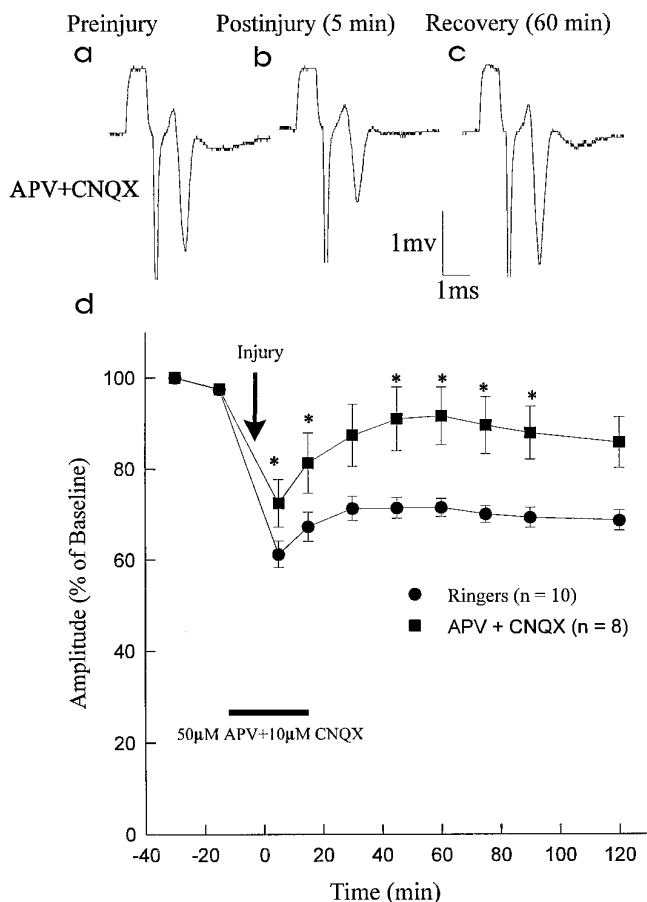 Preinjury Postinjury (5 min) Recovery (60 min)
a b c
APV+CNQX
1mv
1ms
d
Injury
* * * * * *
100
80
60
40
20
0
Amplitude (% of Baseline)
Ringers (n = 10)
APV + CNQX (n = 8)
50µM APV+10µM CNQX
-40 -20 0 20 40 60 80 100 120
Time (min)